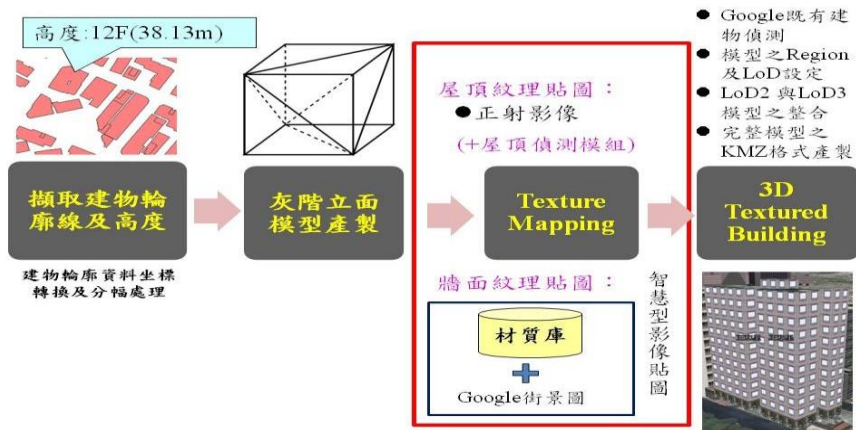 高度:12F(38.13m)
擷取建物輪
廓線及高度
建物輪廓資料坐標
轉換及分幅處理
灰階立面
模型產製
屋頂紋理貼圖：
●正射影像
(+屋頂偵測模組)
Texture
Mapping
牆面紋理貼圖：
材質庫
Google街景圖
智慧型影像貼圖
● Google既有建
物偵測
● 模型之Region
及LoD設定
● LoD2 與LoD3
模型之整合
● 完整模型之
KMZ格式產製
3D
Textured
Building